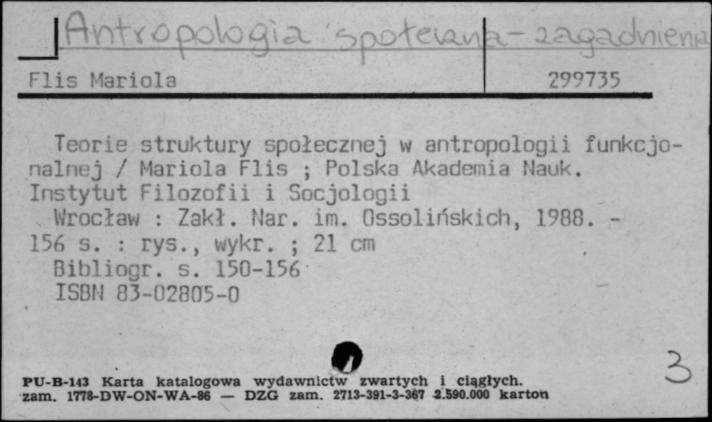 Antropologia społeczna - zagadnienia
Flis Mariola 299735
Teorie struktury społecznej w antropologii funkcjo-
nalnej / Mariola Flis ; Polska Akademia Nauk.
Instytut Filozofii i Socjologii
Wrocław : Zakł. Nar. im. Ossolińskich, 1988. -
156 s. : rys., wykr. ; 21 cm
Bibliogr. s. 150-156
ISBN 83-02805-0
3
PU-B-143 Karta katalogowa wydawnictw zwartych i ciągłych.
zam. 1778-DW-ON-WA-86 — DZG zam. 2713-391-3-367 2.590.000 karton